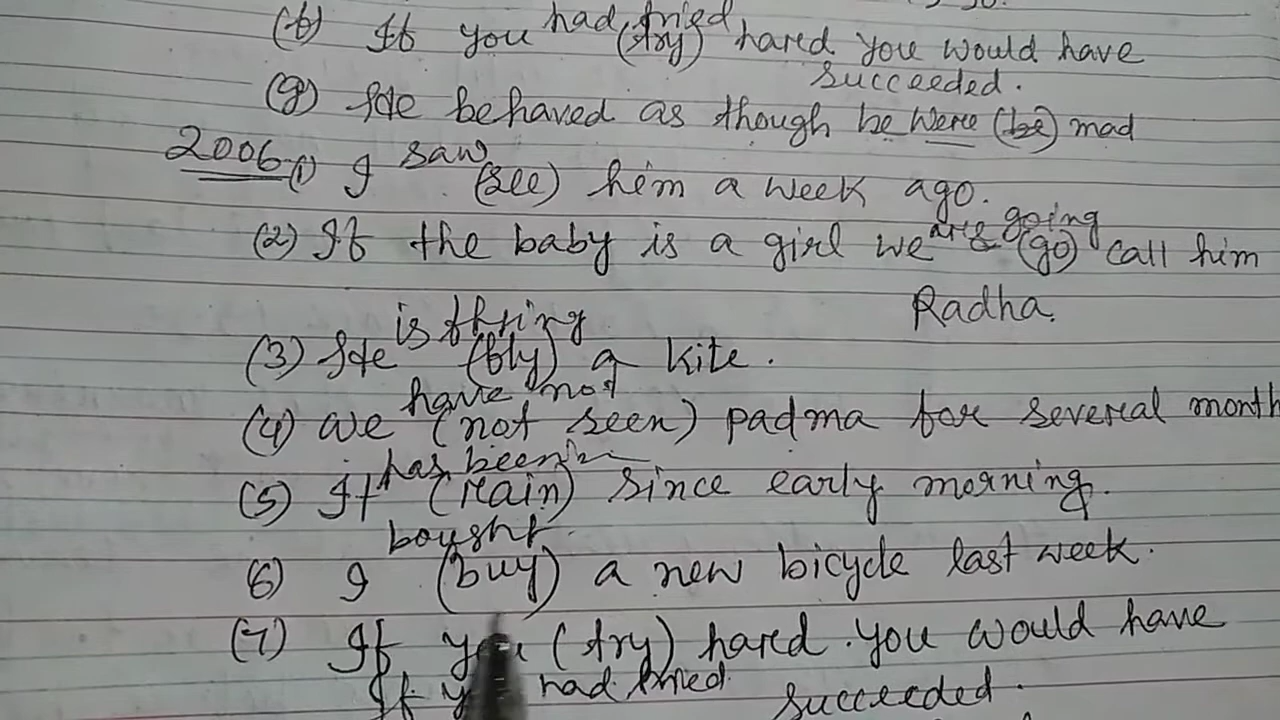 had tried
(f) If you (try) hard you would have
succeeded.
(g) He behaved as though he were (be) mad
2006 (1) I saw (see) him a week ago.
are going
(2) If the baby is a girl we (go) call him
Radha.
(3) He (fly) a kite.
have not
(4) We (not seen) padma for several month
has been
(5) It (rain) since early morning.
bought
6) I (buy) a new bicycle last week.
(7) If you (try) hard you would have
had tried succeeded.